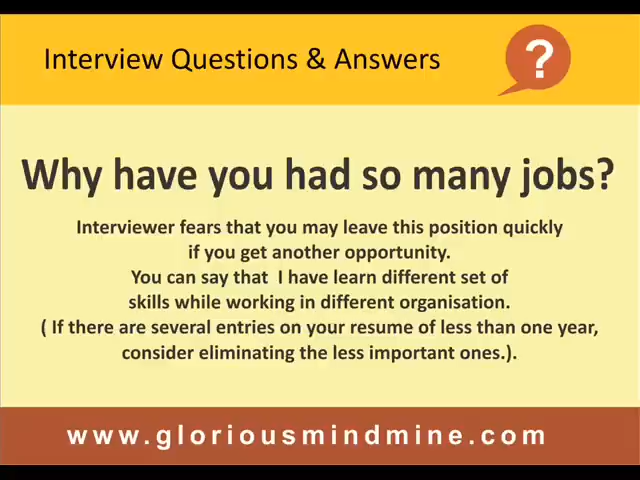 Interview Questions & Answers
?
Why have you had so many jobs?
Interviewer fears that you may leave this position quickly
if you get another opportunity.
You can say that I have learn different set of
skills while working in different organisation.
( If there are several entries on your resume of less than one year,
consider eliminating the less important ones.).
www.gloriousmindmine.com